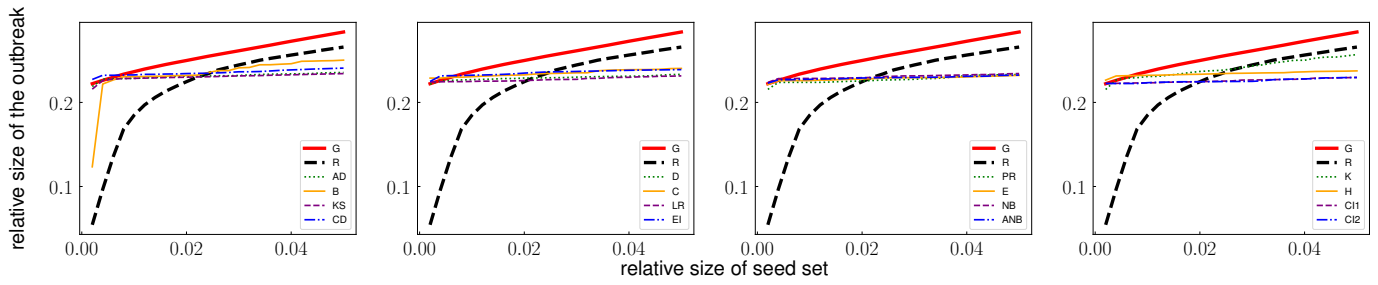 relative size of the outbreak
0.2
0.1
0.00
0.02
0.04
G
R
AD
B
KS
CD
0.2
0.1
0.00
0.02
0.04
G
R
D
C
LR
EI
0.2
0.1
0.00
0.02
0.04
G
R
PR
E
NB
ANB
0.2
0.1
0.00
0.02
0.04
G
R
K
H
CI1
CI2
relative size of seed set